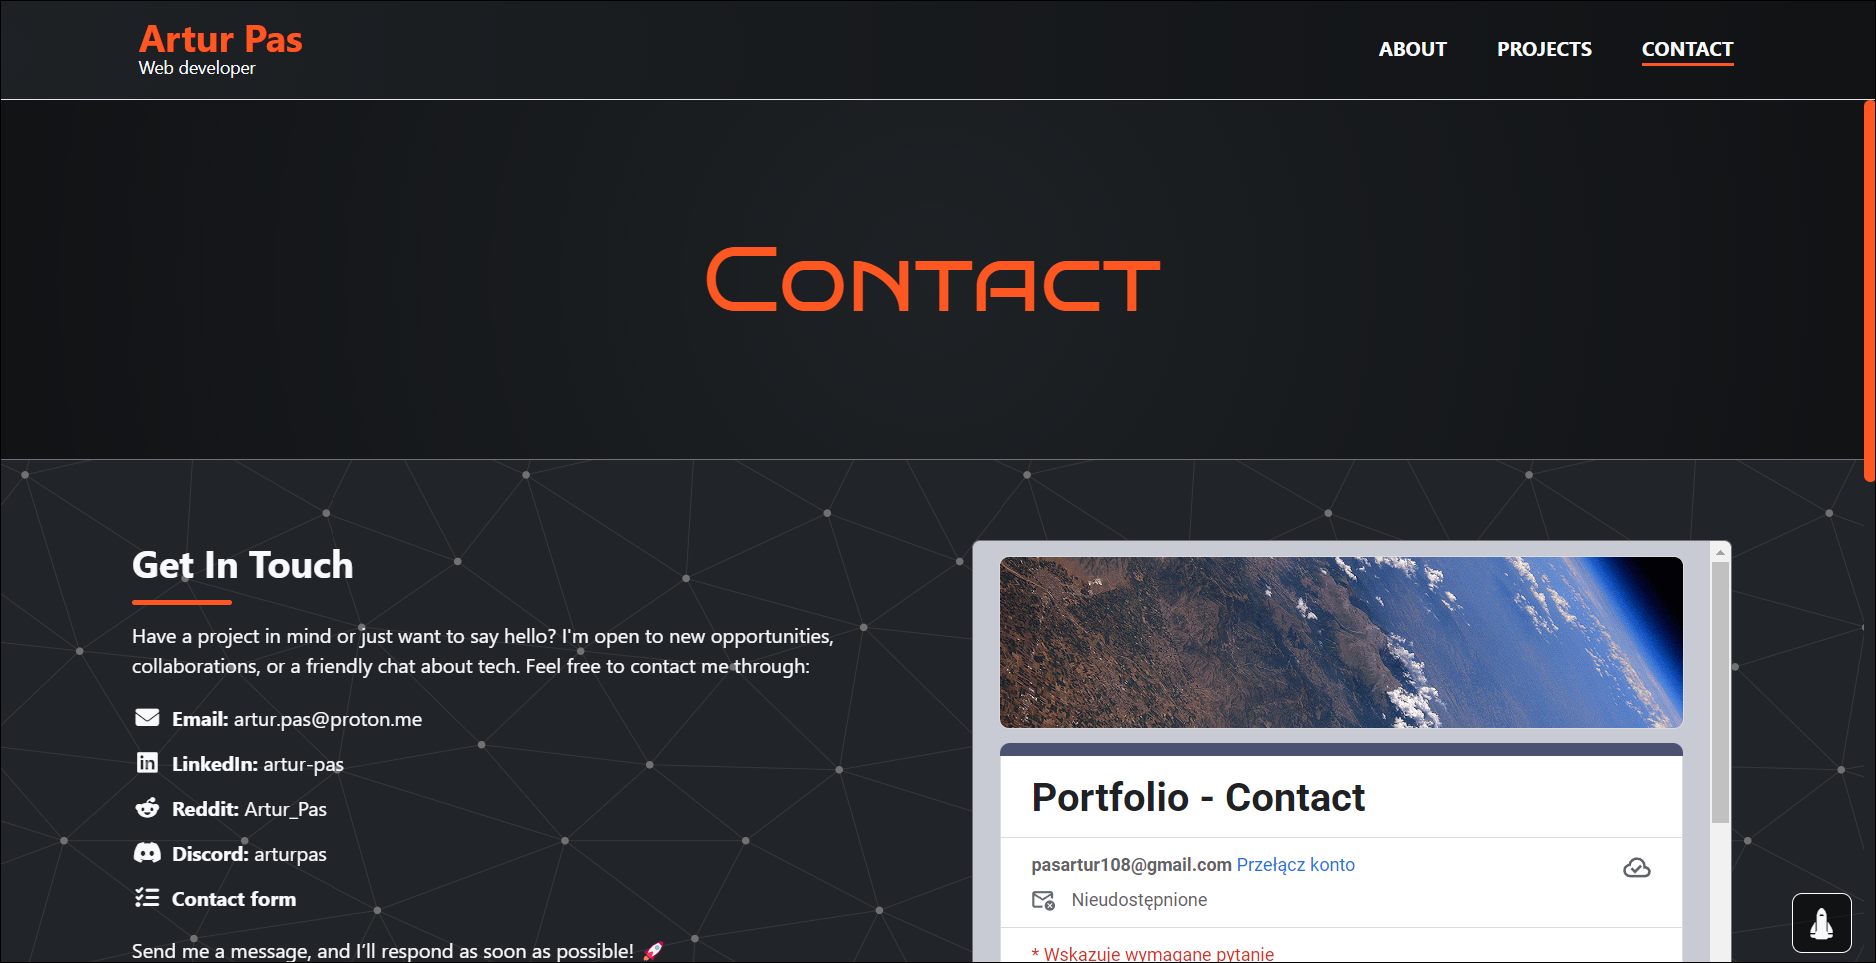 Artur Pas
Web developer
ABOUT
PROJECTS
CONTACT
Contact
Get In Touch
Have a project in mind or just want to say hello? I'm open to new opportunities,
collaborations, or a friendly chat about tech. Feel free to contact me through:
Email: artur.pas@proton.me
LinkedIn: artur-pas
Reddit: Artur_Pas
Discord: arturpas
Contact form
Send me a message, and I’ll respond as soon as possible! 🚀
Portfolio - Contact
pasartur108@gmail.com Przełącz konto
Nieudostępnione
* Wskazuje wymagane pytanie